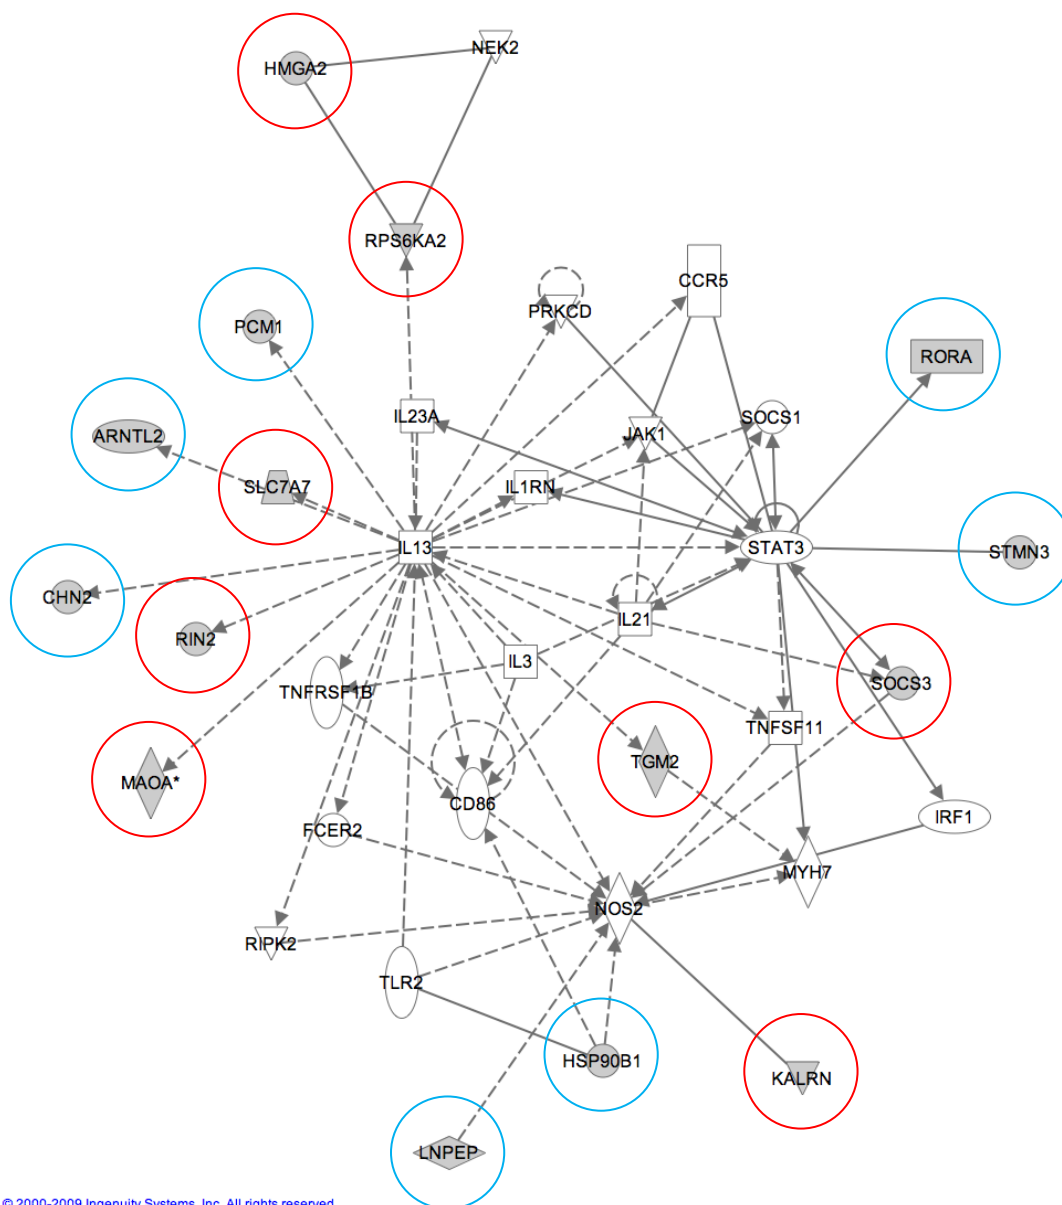 NEK2
HMGA2
RPS6KA2
CCR5
PRKCD
PCM1
RORA
IL23A
SOCS1
ARNTL2
JAK1
SLC7A7
IL1RN
IL13
STAT3
STMN3
CHN2
IL21
RIN2
IL3
TNFRSF1B
SOCS3
TNFSF11
TGM2
MAOA*
CD86
IRF1
FCER2
MYH7
NOS2
RIPK2
TLR2
HSP90B1
KALRN
LNPEP
© 2000-2009 Ingenuity Systems, Inc. All rights reserved.